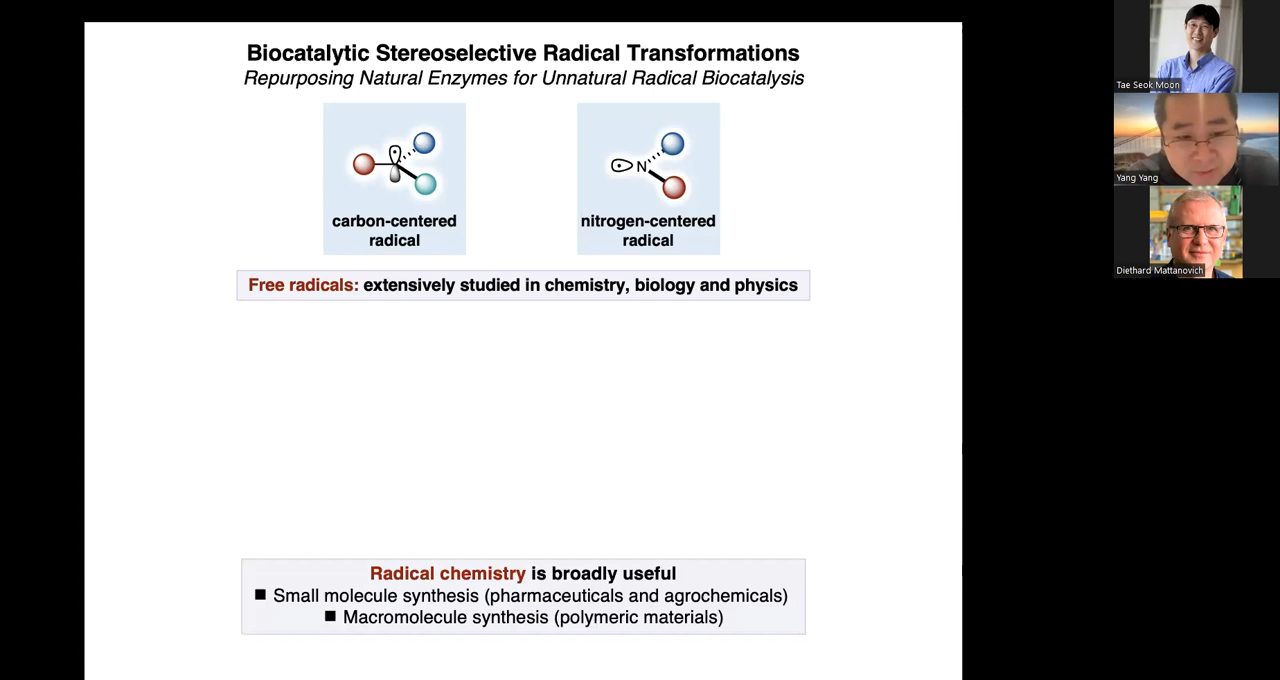 Biocatalytic Stereoselective Radical Transformations
Repurposing Natural Enzymes for Unnatural Radical Biocatalysis
carbon-centered
radical
N
nitrogen-centered
radical
Free radicals: extensively studied in chemistry, biology and physics
Radical chemistry is broadly useful
■ Small molecule synthesis (pharmaceuticals and agrochemicals)
■ Macromolecule synthesis (polymeric materials)
Tae Seok Moon
Yang Yang
Diethard Mattanovich